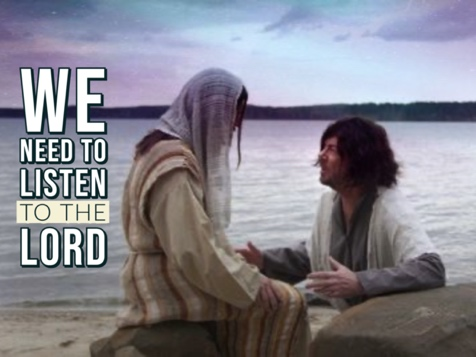 WE
NEED TO
LISTEN
TO THE
LORD